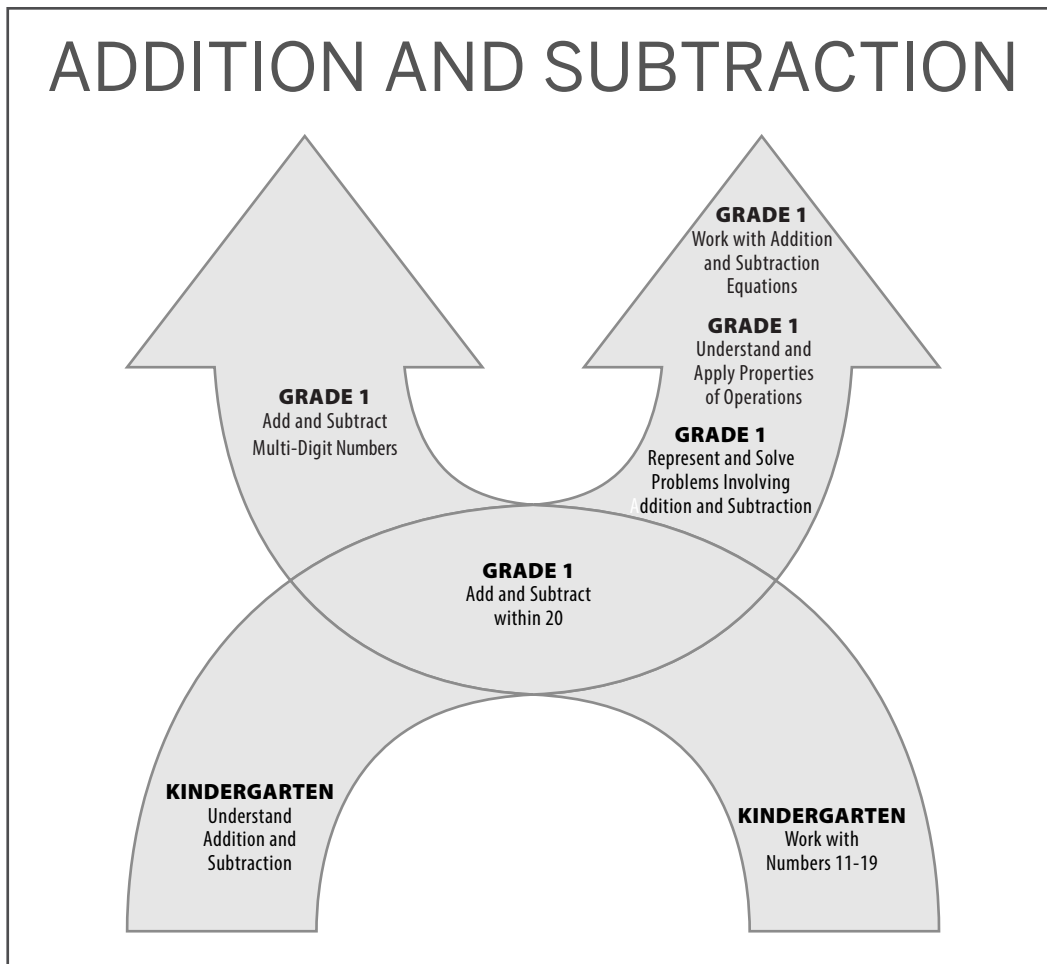 ADDITION AND SUBTRACTION
GRADE 1
Work with Addition
and Subtraction
Equations
GRADE 1
Understand and
Apply Properties
of Operations
GRADE 1
Add and Subtract
Multi-Digit Numbers
GRADE 1
Represent and Solve
Problems Involving
Addition and Subtraction
GRADE 1
Add and Subtract
within 20
KINDERGARTEN
Understand
Addition and
Subtraction
KINDERGARTEN
Work with
Numbers 11-19